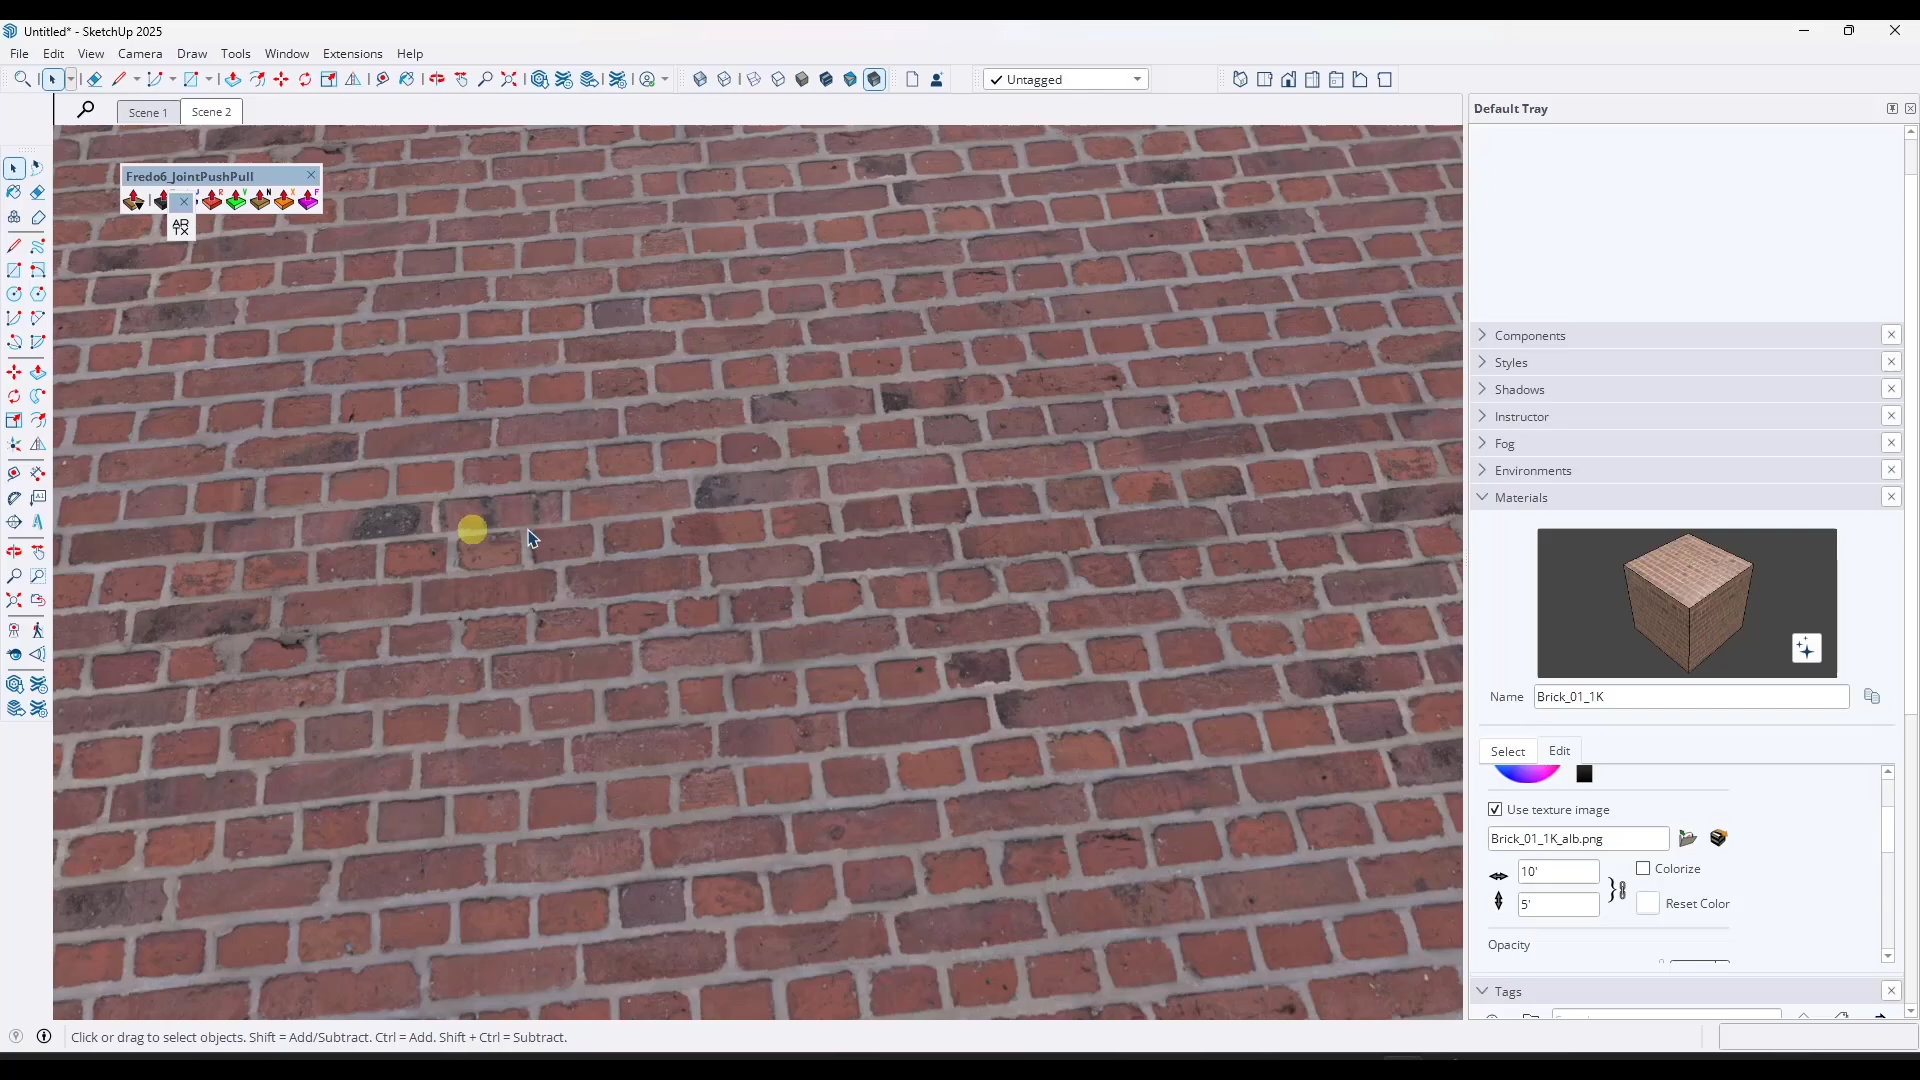 Untitled* - SketchUp 2025
File Edit View Camera Draw Tools Window Extensions Help
Untagged
Scene 1
Scene 2
Default Tray
Fredo6_JointPushPull
Components
Styles
Shadows
Instructor
Fog
Environments
Materials
Name
Brick_01_1K
Select
Edit
Use texture image
Brick_01_1K_alb.png
10'
Colorize
5'
Reset Color
Opacity
Tags
Click or drag to select objects. Shift = Add/Subtract. Ctrl = Add. Shift + Ctrl = Subtract.